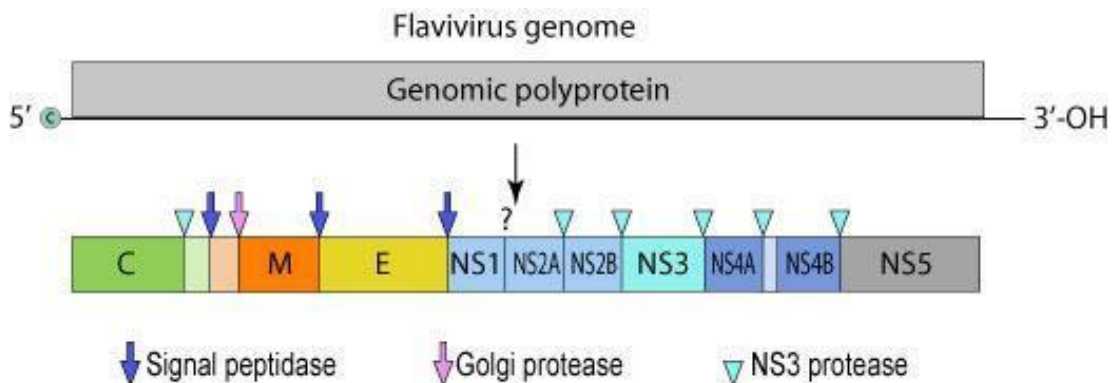 Flavivirus genome
Genomic polyprotein
5′ c 3′-OH
?
C M E NS1 NS2A NS2B NS3 NS4A NS4B NS5
Signal peptidase Golgi protease NS3 protease